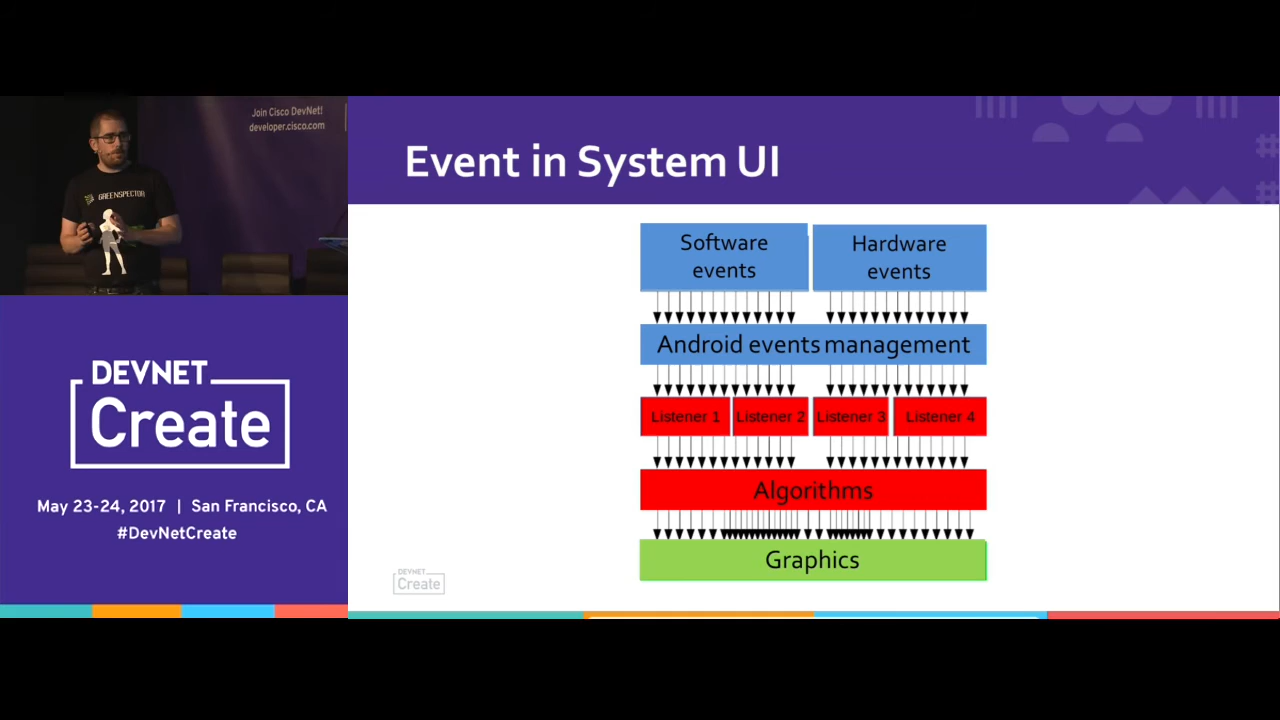 Join Cisco DevNet!
developer.cisco.com
GREENSPECTOR
DEVNET
Create
May 23-24, 2017 | San Francisco, CA
#DevNetCreate
Event in System UI
Software
events
Hardware
events
Android events management
Listener 1
Listener 2
Listener 3
Listener 4
Algorithms
Graphics
DEVNET
Create